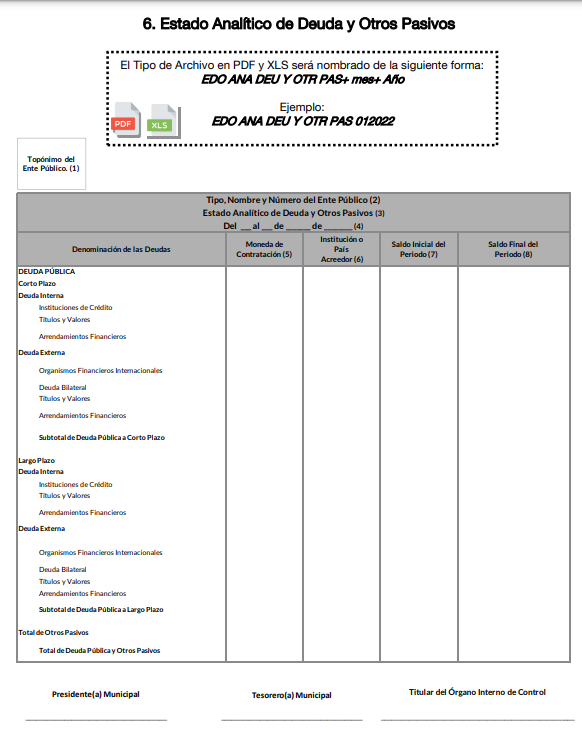 6. Estado Analítico de Deuda y Otros Pasivos
El Tipo de Archivo en PDF y XLS será nombrado de la siguiente forma:
EDO ANA DEU Y OTR PAS+ mes+ Año
Ejemplo:
EDO ANA DEU Y OTR PAS 012022
PDF XLS
Topónimo del
Ente Público. (1)
Tipo, Nombre y Número del Ente Público (2)
Estado Analítico de Deuda y Otros Pasivos (3)
Del __ al __ de _____ de ______ (4)
Denominación de las Deudas
Moneda de
Contratación (5)
Institución o
País
Acreedor (6)
Saldo Inicial del
Periodo (7)
Saldo Final del
Periodo (8)
DEUDA PÚBLICA
Corto Plazo
Deuda Interna
Instituciones de Crédito
Títulos y Valores
Arrendamientos Financieros
Deuda Externa
Organismos Financieros Internacionales
Deuda Bilateral
Títulos y Valores
Arrendamientos Financieros
Subtotal de Deuda Pública a Corto Plazo
Largo Plazo
Deuda Interna
Instituciones de Crédito
Títulos y Valores
Arrendamientos Financieros
Deuda Externa
Organismos Financieros Internacionales
Deuda Bilateral
Títulos y Valores
Arrendamientos Financieros
Subtotal de Deuda Pública a Largo Plazo
Total de Otros Pasivos
Total de Deuda Pública y Otros Pasivos
Presidente(a) Municipal
Tesorero(a) Municipal
Titular del Órgano Interno de Control